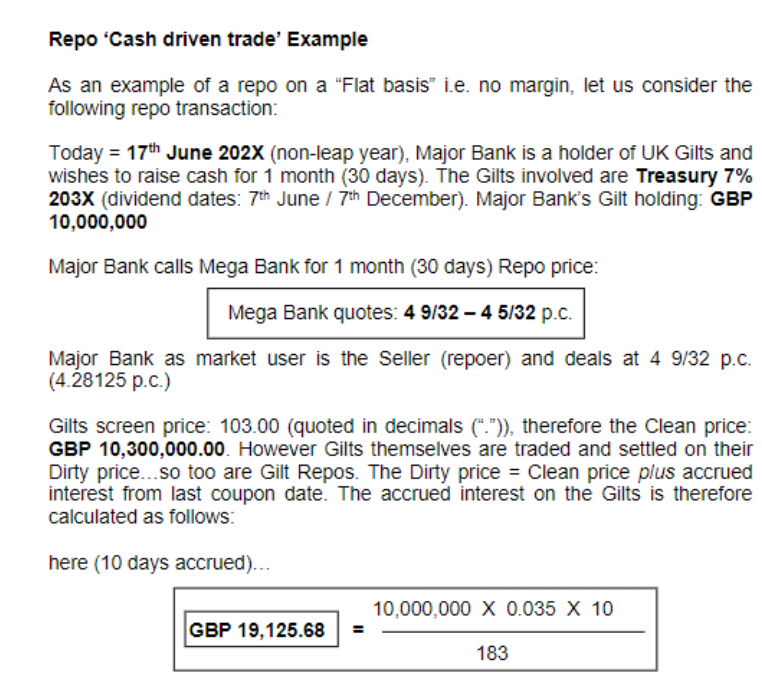 Repo ‘Cash driven trade’ Example
As an example of a repo on a “Flat basis” i.e. no margin, let us consider the
following repo transaction:
Today = 17th June 202X (non-leap year), Major Bank is a holder of UK Gilts and
wishes to raise cash for 1 month (30 days). The Gilts involved are Treasury 7%
203X (dividend dates: 7th June / 7th December). Major Bank’s Gilt holding: GBP
10,000,000
Major Bank calls Mega Bank for 1 month (30 days) Repo price:
Mega Bank quotes: 4 9/32 – 4 5/32 p.c.
Major Bank as market user is the Seller (repoer) and deals at 4 9/32 p.c.
(4.28125 p.c.)
Gilts screen price: 103.00 (quoted in decimals (“.”)), therefore the Clean price:
GBP 10,300,000.00. However Gilts themselves are traded and settled on their
Dirty price…so too are Gilt Repos. The Dirty price = Clean price plus accrued
interest from last coupon date. The accrued interest on the Gilts is therefore
calculated as follows:
here (10 days accrued)…
10,000,000 X 0.035 X 10
GBP 19,125.68 =
183